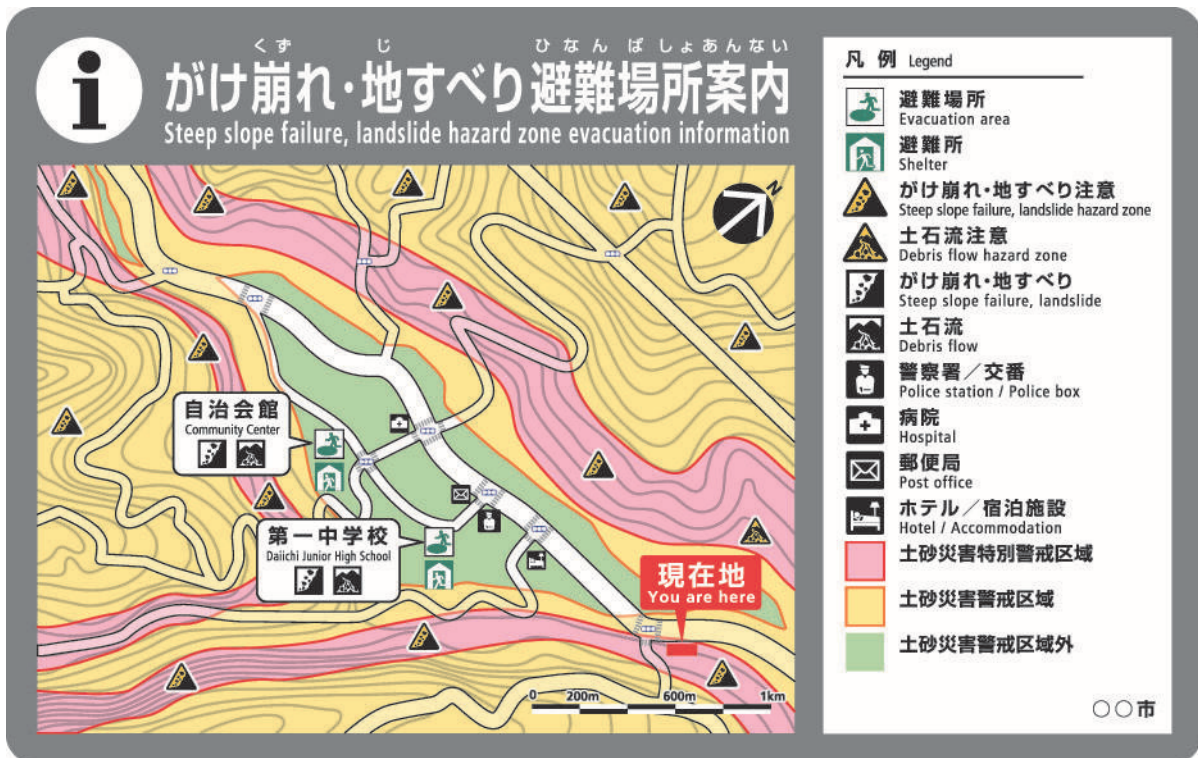 i
くず じ ひなんばしょあんない
がけ崩れ・地すべり避難場所案内
Steep slope failure, landslide hazard zone evacuation information
N
自治会館
Community Center
第一中学校
Daiichi Junior High School
現在地
You are here
0 200m 600m 1km
凡 例 Legend
避難場所
Evacuation area
避難所
Shelter
がけ崩れ・地すべり注意
Steep slope failure, landslide hazard zone
土石流注意
Debris flow hazard zone
がけ崩れ・地すべり
Steep slope failure, landslide
土石流
Debris flow
警察署／交番
Police station / Police box
病院
Hospital
郵便局
Post office
ホテル／宿泊施設
Hotel / Accommodation
土砂災害特別警戒区域
土砂災害警戒区域
土砂災害警戒区域外
○○市